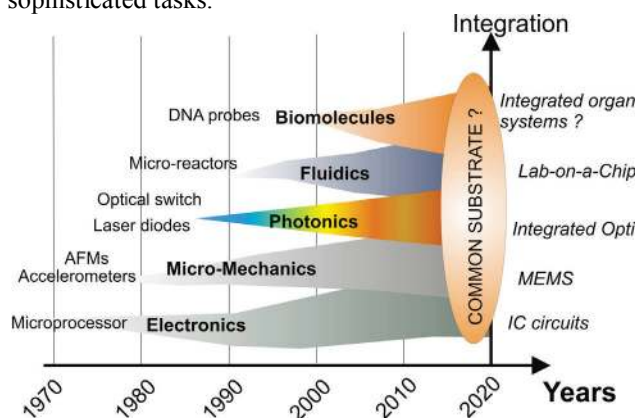 sophisticated tasks.
Integration
DNA probes
Biomolecules
Integrated organ
systems ?
Micro-reactors
Fluidics
Lab-on-a-Chip
Optical switch
Laser diodes
Photonics
Integrated Opti
AFMs
Accelerometers
Micro-Mechanics
MEMS
Microprocessor
Electronics
IC circuits
COMMON SUBSTRATE ?
1970
1980
1990
2000
2010
2020
Years